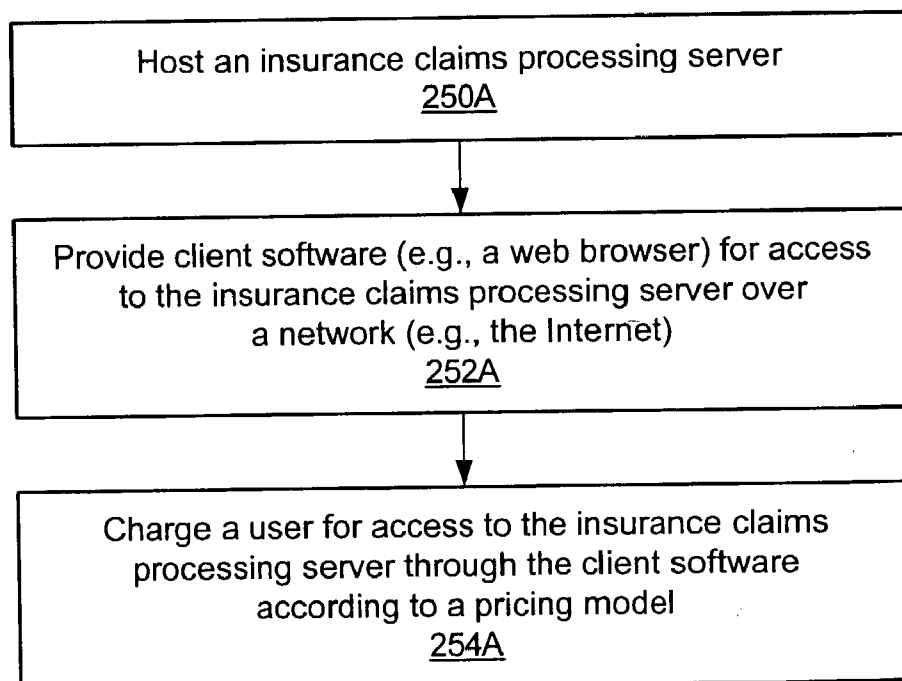 Host an insurance claims processing server
250A
Provide client software (e.g., a web browser) for access
to the insurance claims processing server over
a network (e.g., the Internet)
252A
Charge a user for access to the insurance claims
processing server through the client software
according to a pricing model
254A